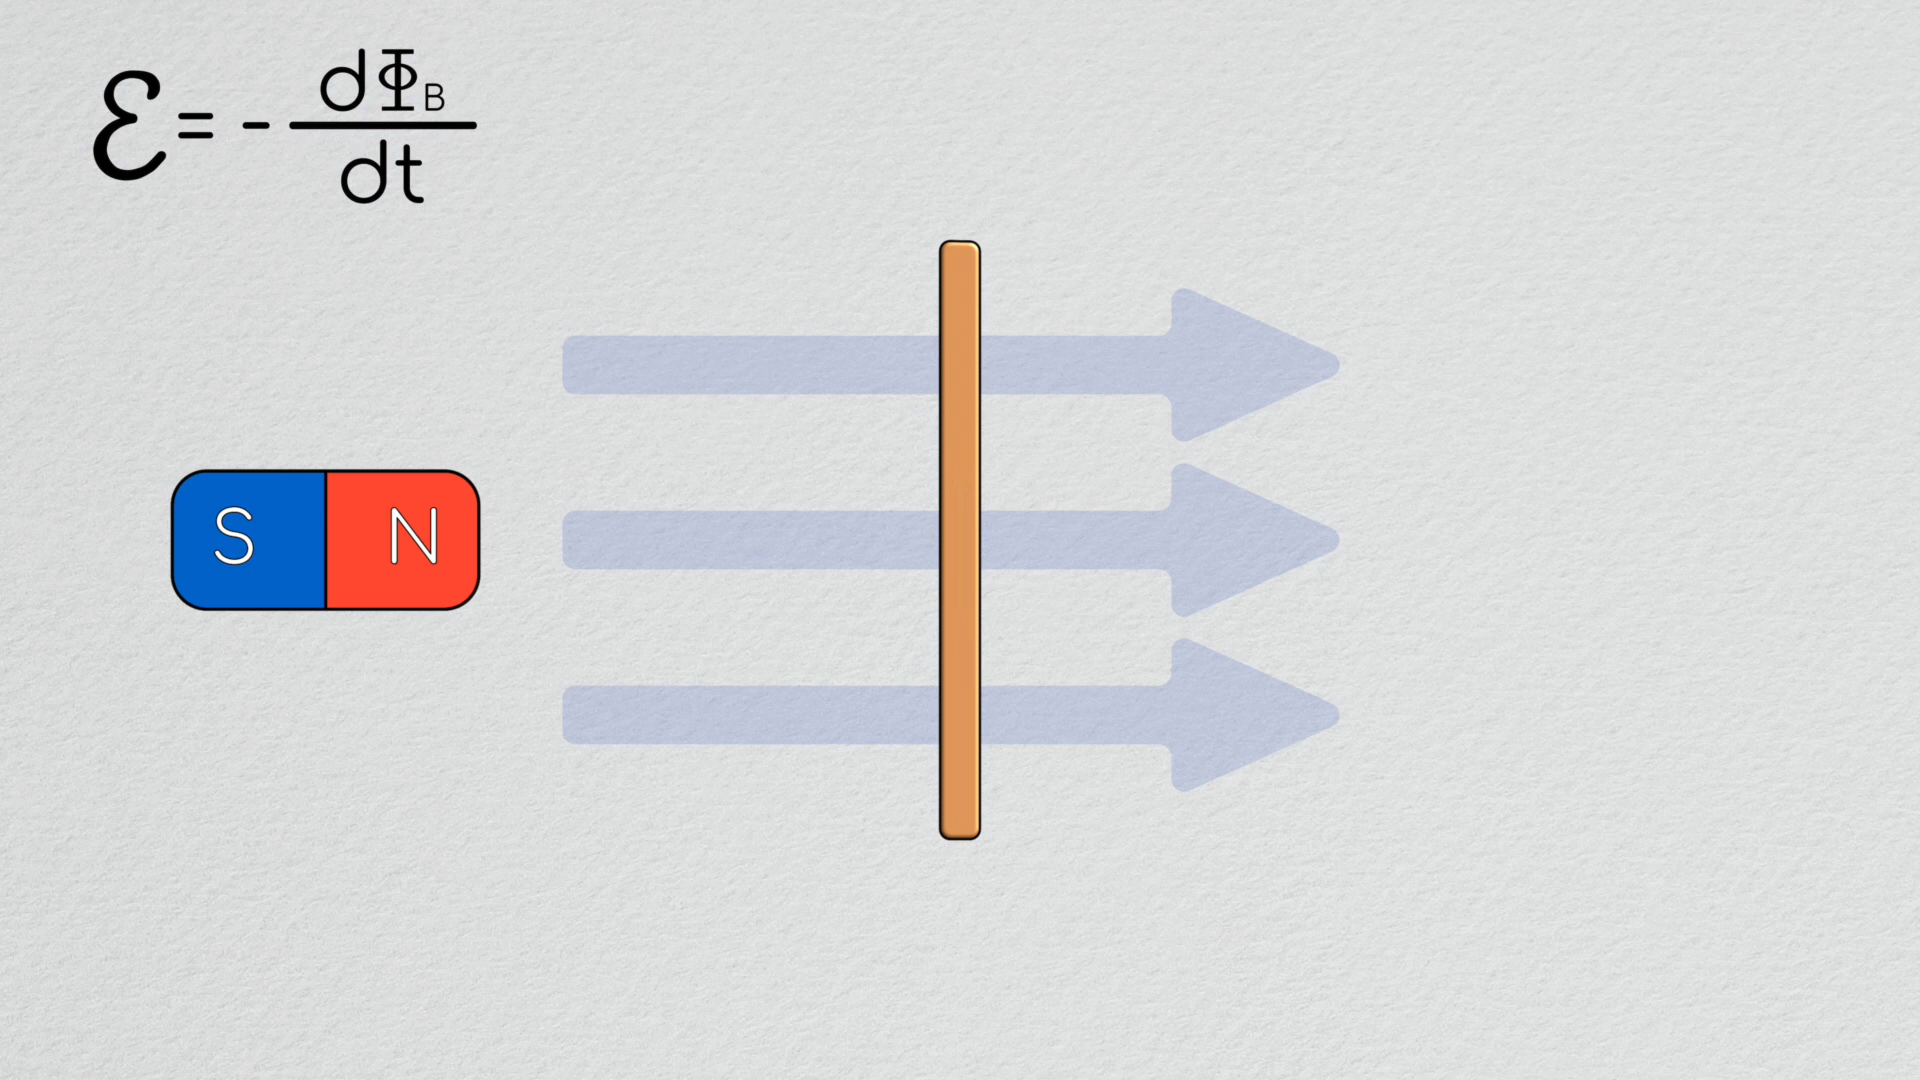 ℰ = - dΦB/dt
S N